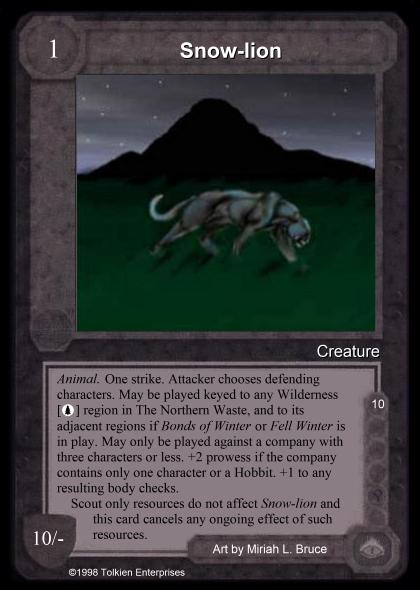 1
Snow-lion
Creature
Animal. One strike. Attacker chooses defending
characters. May be played keyed to any Wilderness
[ ] region in The Northern Waste, and to its
adjacent regions if Bonds of Winter or Fell Winter is
in play. May only be played against a company with
three characters or less. +2 prowess if the company
contains only one character or a Hobbit. +1 to any
resulting body checks.
Scout only resources do not affect Snow-lion and
this card cancels any ongoing effect of such
resources.
10
10/-
Art by Miriah L. Bruce
©1998 Tolkien Enterprises